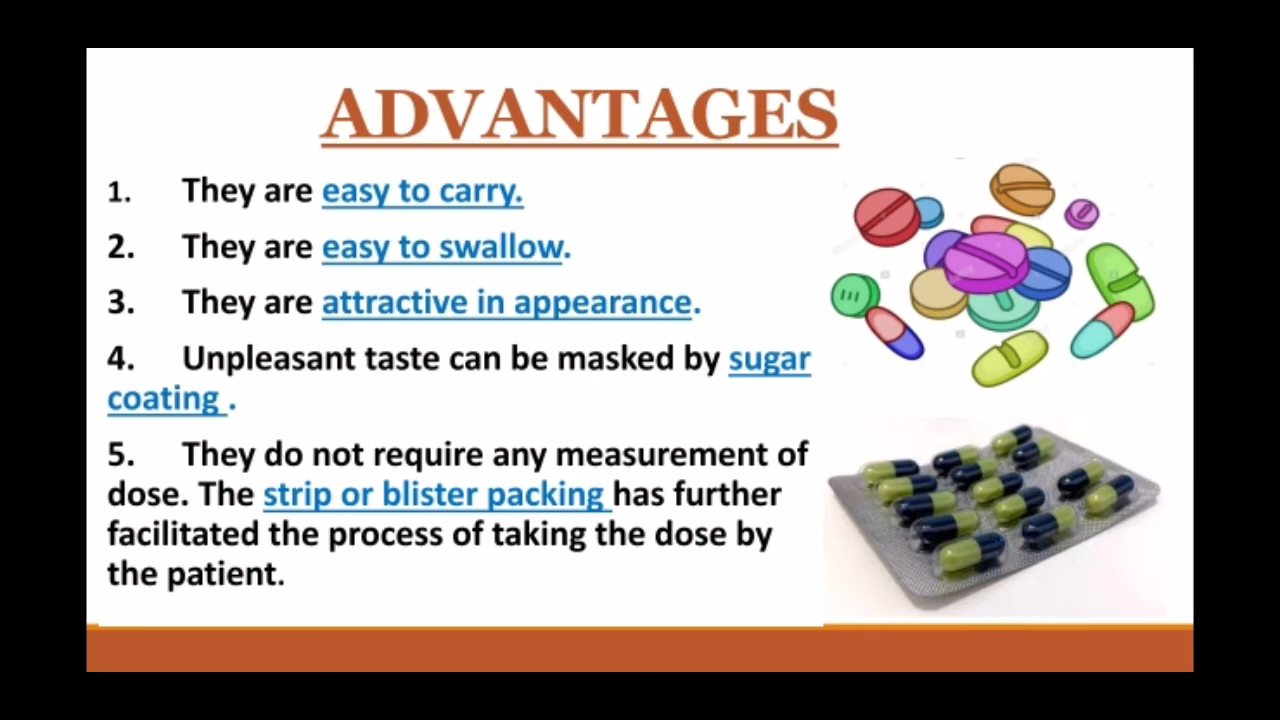 ADVANTAGES
1. They are easy to carry.
2. They are easy to swallow.
3. They are attractive in appearance.
4. Unpleasant taste can be masked by sugar
coating .
5. They do not require any measurement of
dose. The strip or blister packing has further
facilitated the process of taking the dose by
the patient.